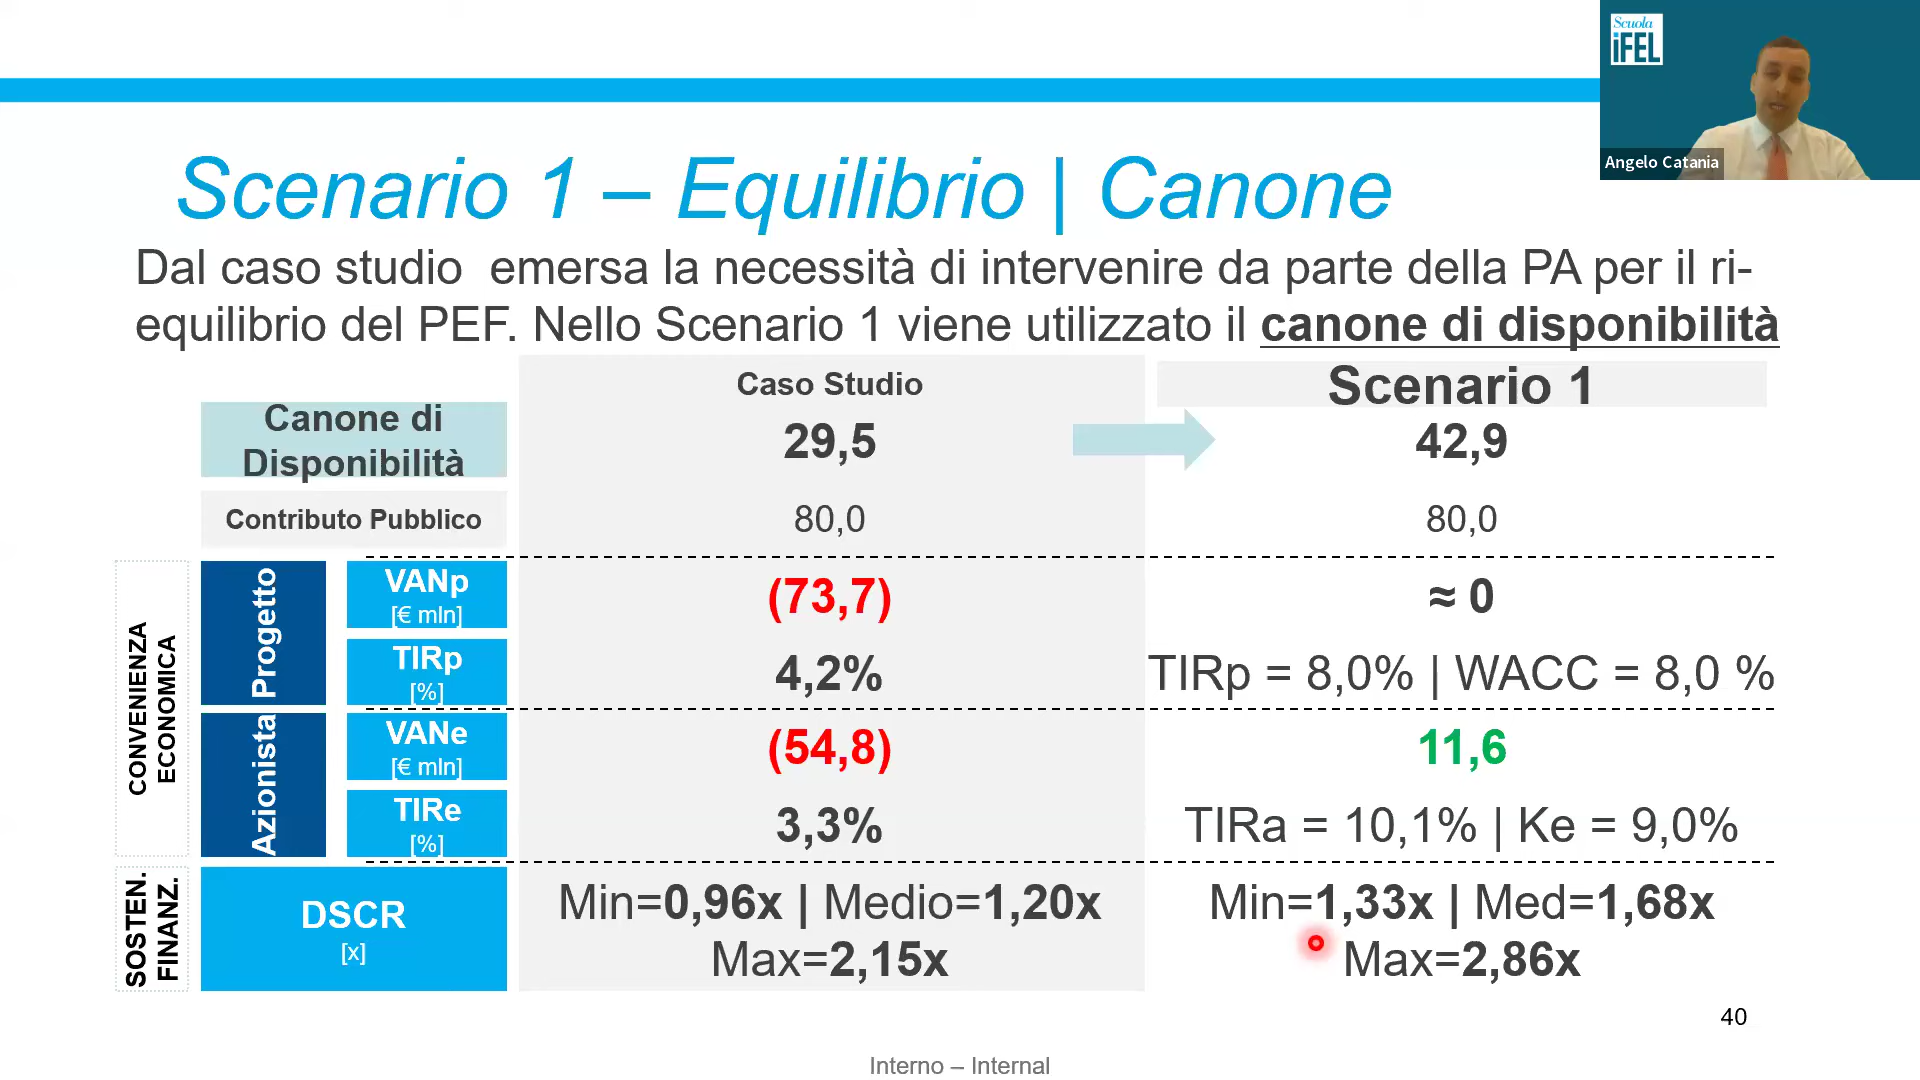 Scuola
iFEL
Angelo Catania
Scenario 1 – Equilibrio | Canone
Dal caso studio  emersa la necessità di intervenire da parte della PA per il ri-
equilibrio del PEF. Nello Scenario 1 viene utilizzato il canone di disponibilità
Caso Studio
Scenario 1
Canone di
Disponibilità
29,5
42,9
Contributo Pubblico
80,0
80,0
CONVENIENZA
ECONOMICA
Progetto
VANp
[€ mln]
(73,7)
≈ 0
TIRp
[%]
4,2%
TIRp = 8,0% | WACC = 8,0 %
Azionista
VANe
[€ mln]
(54,8)
11,6
TIRe
[%]
3,3%
TIRa = 10,1% | Ke = 9,0%
SOSTEN.
FINANZ.
DSCR
[x]
Min=0,96x | Medio=1,20x
Max=2,15x
Min=1,33x | Med=1,68x
Max=2,86x
40
Interno – Internal